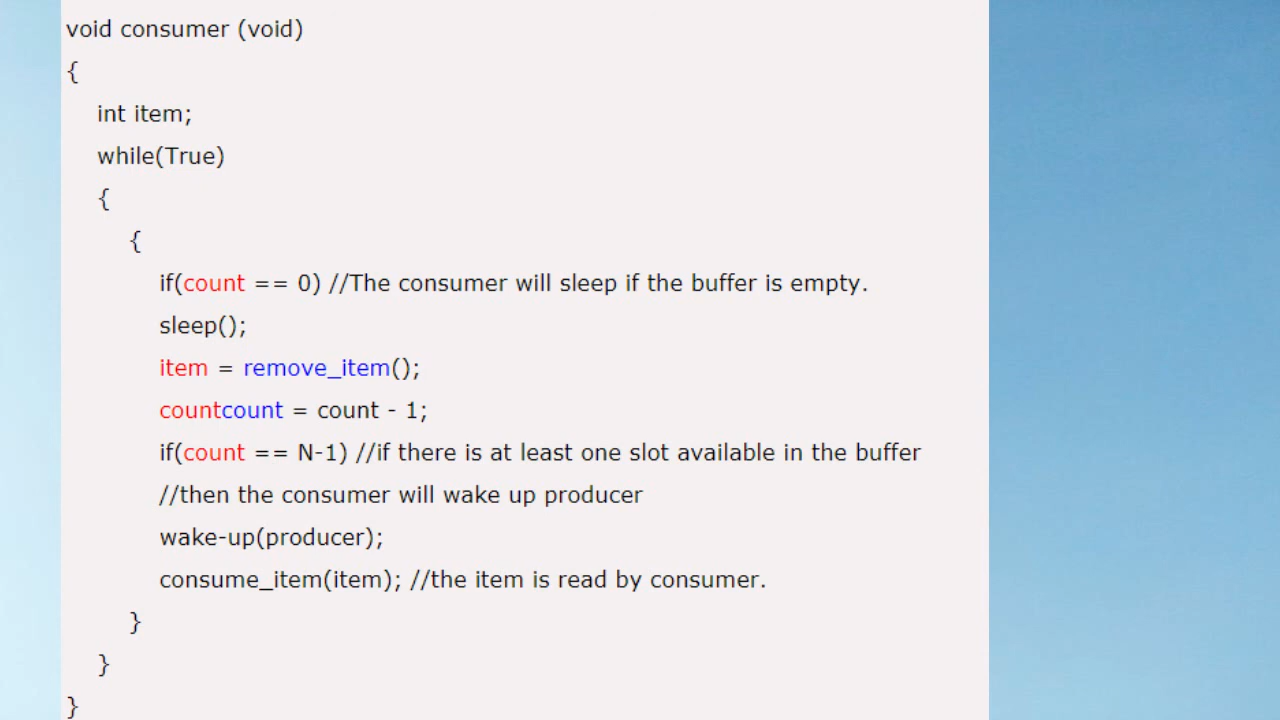 void consumer (void)
{
int item;
while(True)
{
{
if(count == 0) //The consumer will sleep if the buffer is empty.
sleep();
item = remove_item();
countcount = count - 1;
if(count == N-1) //if there is at least one slot available in the buffer
//then the consumer will wake up producer
wake-up(producer);
consume_item(item); //the item is read by consumer.
}
}
}